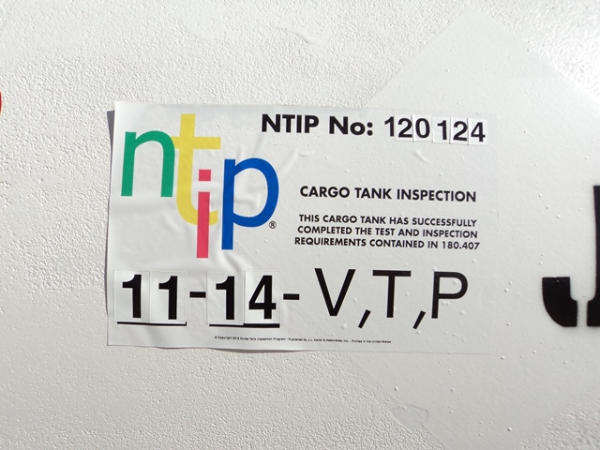 NTIP No: 120124
ntip®
CARGO TANK INSPECTION
THIS CARGO TANK HAS SUCCESSFULLY
COMPLETED THE TEST AND INSPECTION
REQUIREMENTS CONTAINED IN 180.407
11-14-V,T,P